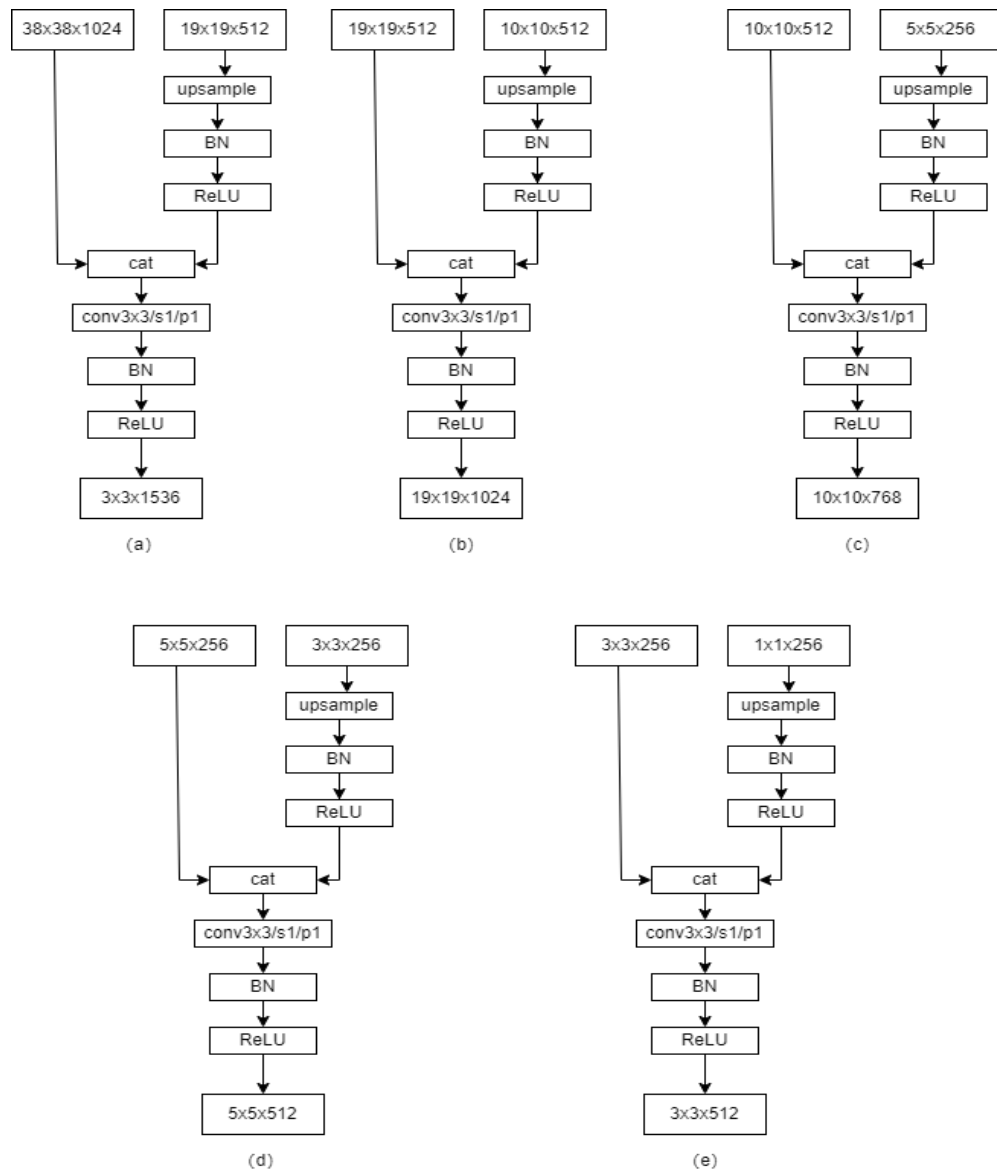 38x38x1024
19x19x512
upsample
BN
ReLU
cat
conv3x3/s1/p1
BN
ReLU
3x3x1536
(a)
19x19x512
10x10x512
upsample
BN
ReLU
cat
conv3x3/s1/p1
BN
ReLU
19x19x1024
(b)
10x10x512
5x5x256
upsample
BN
ReLU
cat
conv3x3/s1/p1
BN
ReLU
10x10x768
(c)
5x5x256
3x3x256
upsample
BN
ReLU
cat
conv3x3/s1/p1
BN
ReLU
5x5x512
(d)
3x3x256
1x1x256
upsample
BN
ReLU
cat
conv3x3/s1/p1
BN
ReLU
3x3x512
(e)